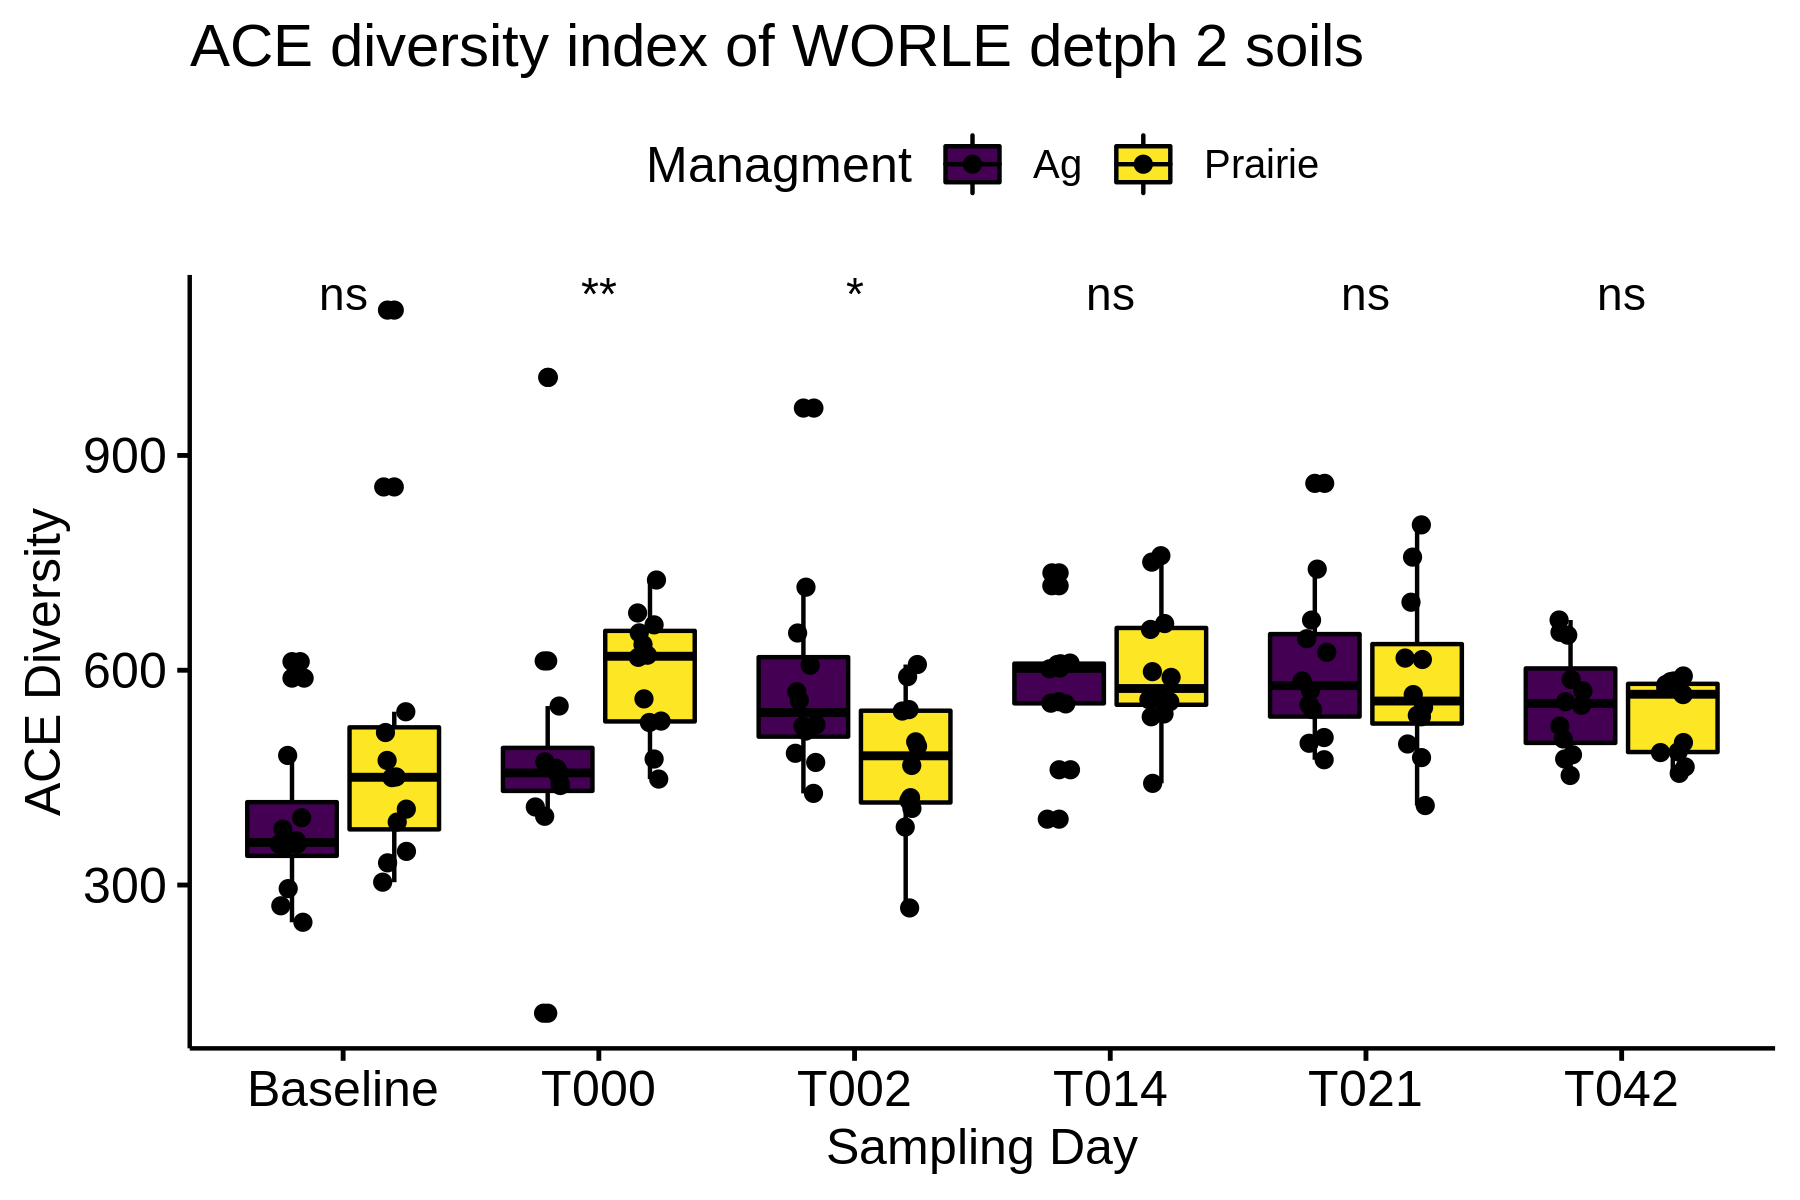 ACE diversity index of WORLE detph 2 soils
Managment Ag Prairie
ns ** * ns ns ns
900
600
300
ACE Diversity
Baseline T000 T002 T014 T021 T042
Sampling Day